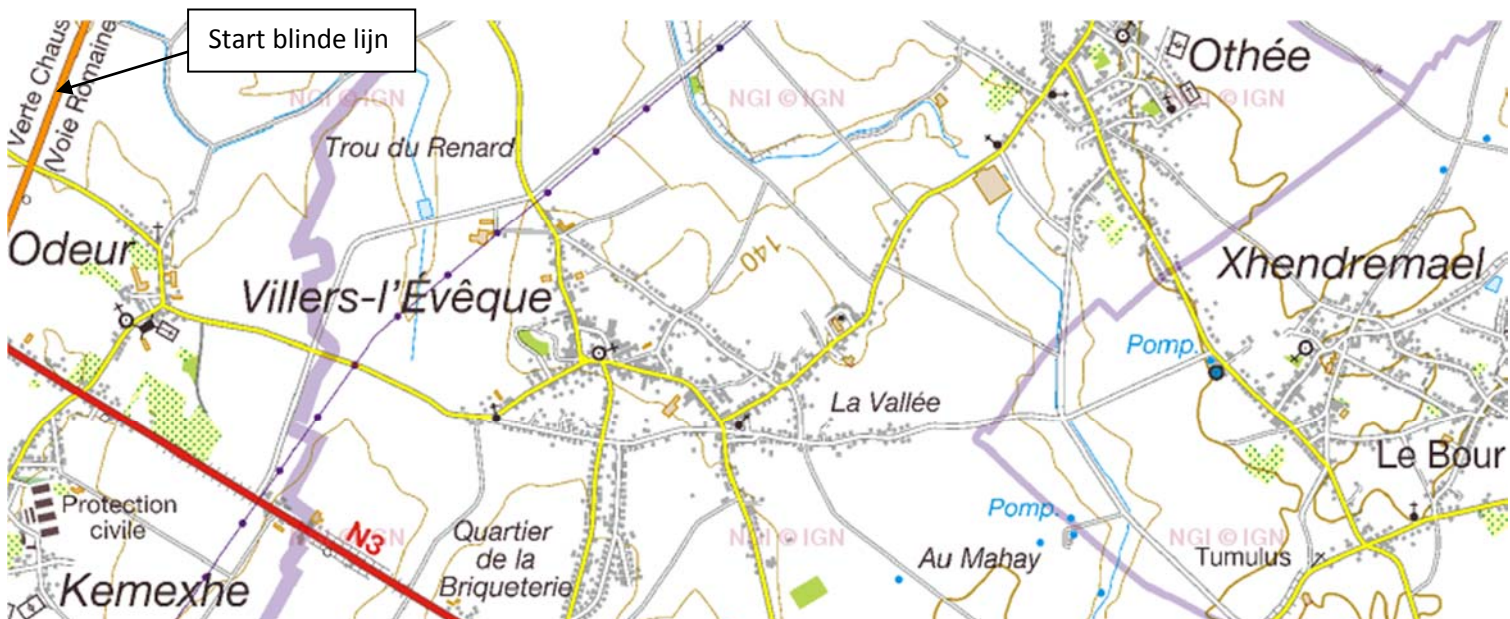 Start blinde lijn
Verte Chaus
(Voie Romaine
NGI © IGN
NGI © IGN
NGI © IGN
Othée
Trou du Renard
Odeur
Villers-l'Évêque
140
Xhendremael
Pomp.
La Vallée
Le Bour
Protection
civile
N3
Quartier
de la
Briqueterie
Pomp.
NGI © IGN
NGI © IGN
NGI © IGN
Au Mahay
Tumulus
Kemexhe